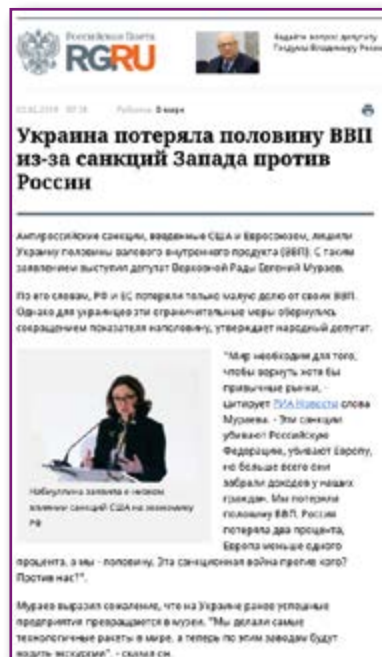 Российская Газета
RGRU
Задайте вопрос депутату
Госдумы Владимиру
Рубрика: В мире
Украина потеряла половину ВВП
из-за санкций Запада против
России
Антироссийские санкции, введенные США и Евросоюзом, лишили
Украину половины валового внутреннего продукта (ВВП). С таким
заявлением выступил депутат Верховной Рады Евгений Мураев.
По его словам, РФ и ЕС потеряли только малую долю от своих ВВП.
Однако для украинцев эти ограничительные меры обернулись
сокращением показателя наполовину, утверждает народный депутат.
"Мир необходим для того,
чтобы вернуть хотя бы
привычные рынки, -
цитирует РИА Новости слова
Мураева. - Эти санкции
убивают Российскую
Федерацию, убивают Европу,
но больше всего они
забрали доходов у наших
граждан. Мы потеряли
половину ВВП. Россия
потеряла два процента,
Европа меньше одного
процента, а мы - половину. Эта санкционная война против кого?
Против нас?".
Набиуллина заявила о низком
влиянии санкций США на экономику
РФ
Мураев выразил сожаление, что на Украине ранее успешные
предприятия превращаются в музеи. "Мы делали самые
технологичные ракеты в мире, а теперь по этим заводам будут
водить экскурсии", - сказал он.